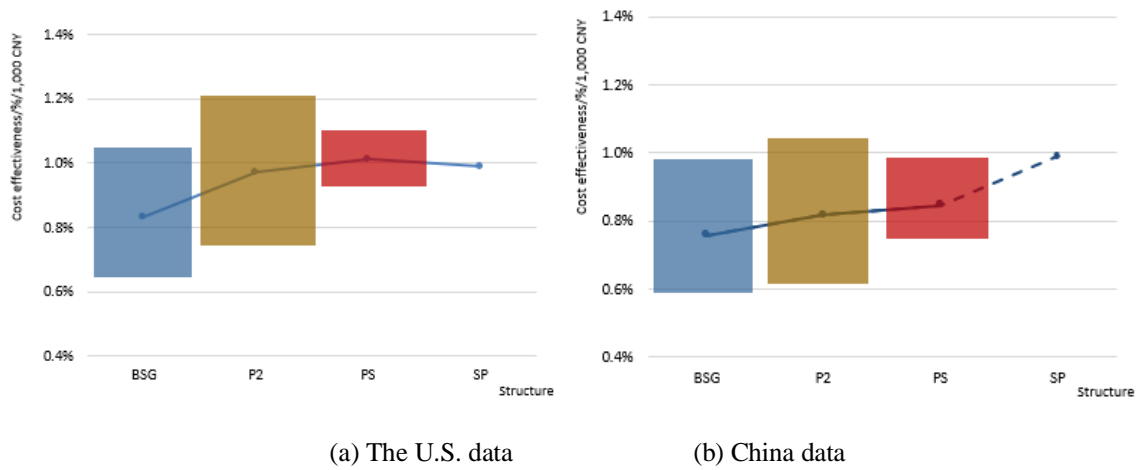 Cost effectiveness/%/1,000 CNY
1.4%
1.2%
1.0%
0.8%
0.6%
0.4%
BSG P2 PS SP
Structure
Cost effectiveness/%/1,000 CNY
1.4%
1.2%
1.0%
0.8%
0.6%
0.4%
BSG P2 PS SP
Structure
(a) The U.S. data (b) China data